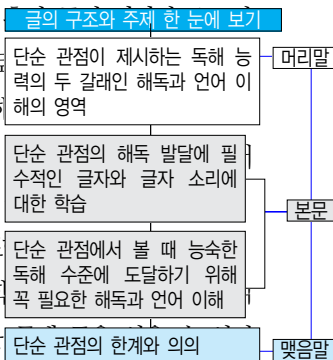 글의 구조와 주제 한 눈에 보기
단순 관점이 제시하는 독해 능
력의 두 갈래인 해독과 언어 이
해의 영역
머리말
단순 관점의 해독 발달에 필
수적인 글자와 글자 소리에
대한 학습
본문
단순 관점에서 볼 때 능숙한
독해 수준에 도달하기 위해
꼭 필요한 해독과 언어 이해
단순 관점의 한계와 의의
맺음말